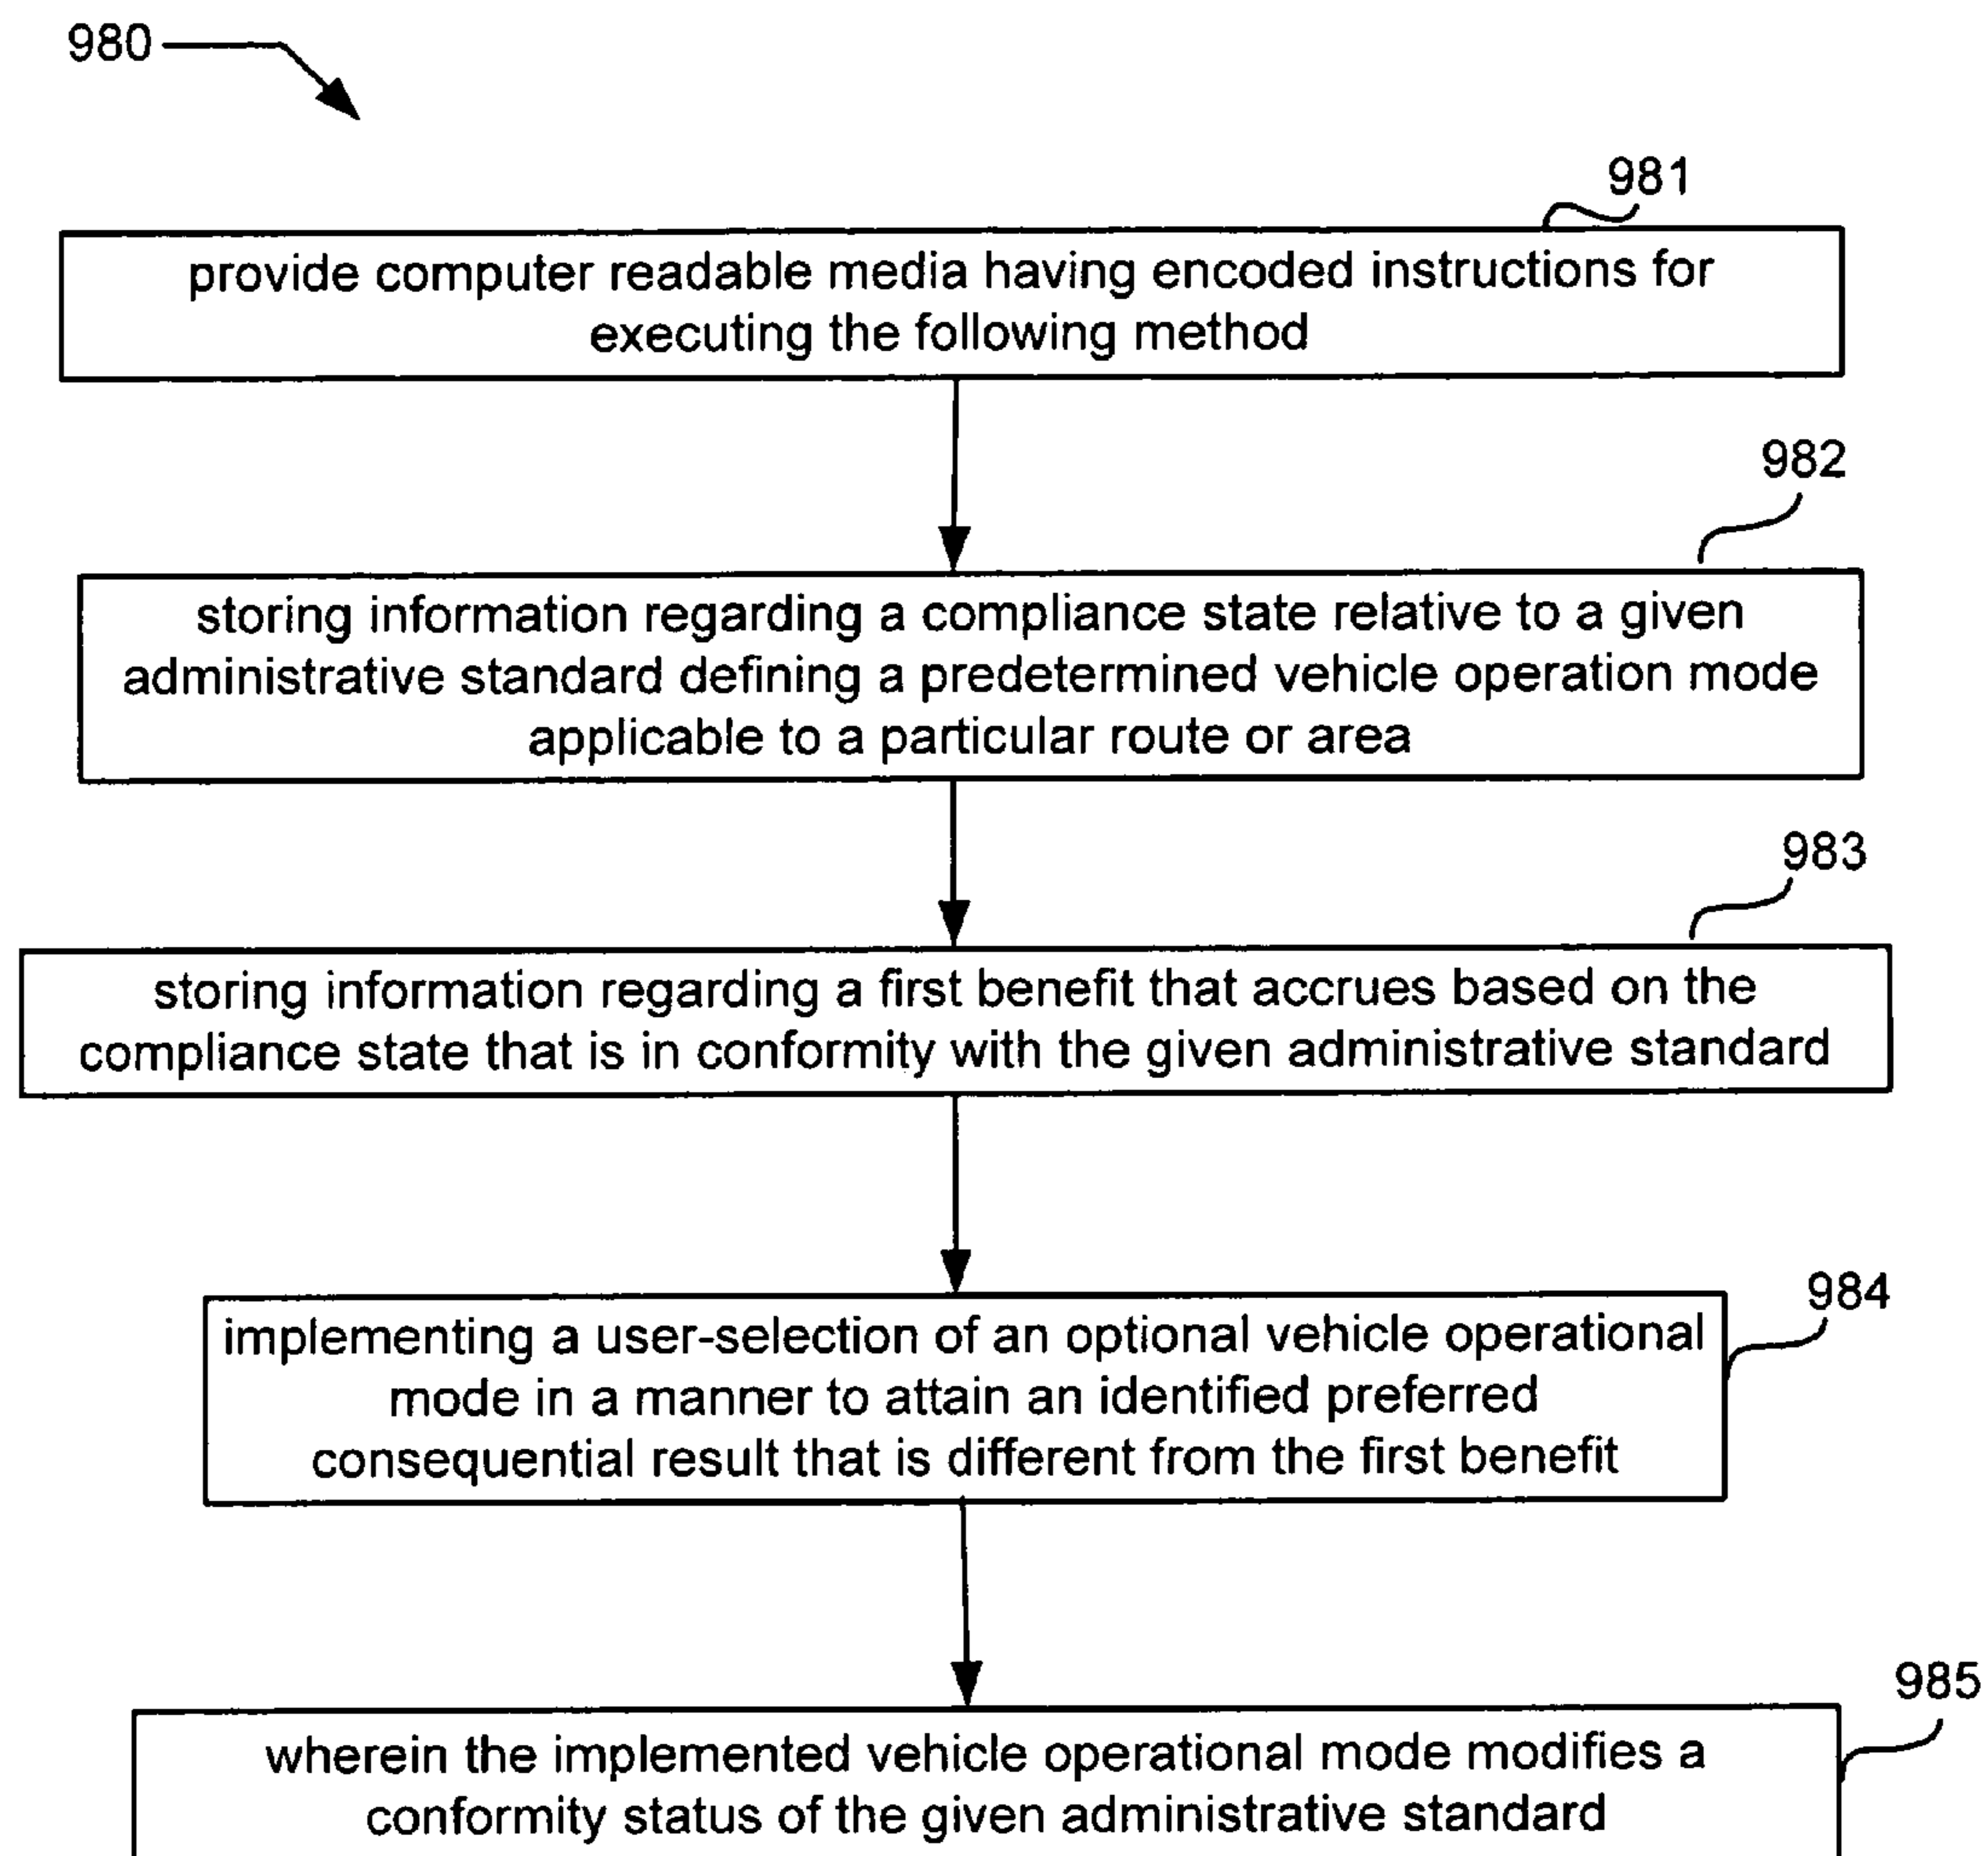 980
981
provide computer readable media having encoded instructions for
executing the following method
982
storing information regarding a compliance state relative to a given
administrative standard defining a predetermined vehicle operation mode
applicable to a particular route or area
983
storing information regarding a first benefit that accrues based on the
compliance state that is in conformity with the given administrative standard
984
implementing a user-selection of an optional vehicle operational
mode in a manner to attain an identified preferred
consequential result that is different from the first benefit
985
wherein the implemented vehicle operational mode modifies a
conformity status of the given administrative standard